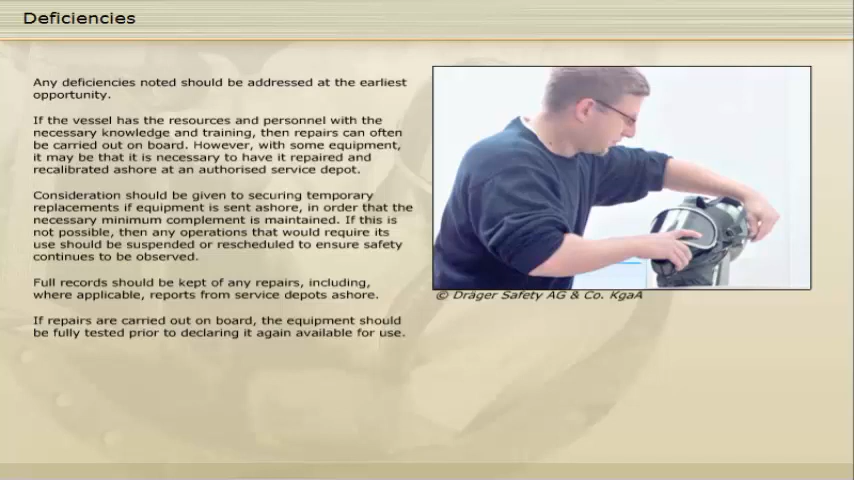 Deficiencies
Any deficiencies noted should be addressed at the earliest
opportunity.
If the vessel has the resources and personnel with the
necessary knowledge and training, then repairs can often
be carried out on board. However, with some equipment,
it may be that it is necessary to have it repaired and
recalibrated ashore at an authorised service depot.
Consideration should be given to securing temporary
replacements if equipment is sent ashore, in order that the
necessary minimum complement is maintained. If this is
not possible, then any operations that would require its
use should be suspended or rescheduled to ensure safety
continues to be observed.
Full records should be kept of any repairs, including,
where applicable, reports from service depots ashore.
If repairs are carried out on board, the equipment should
be fully tested prior to declaring it again available for use.
© Dräger Safety AG & Co. KgaA